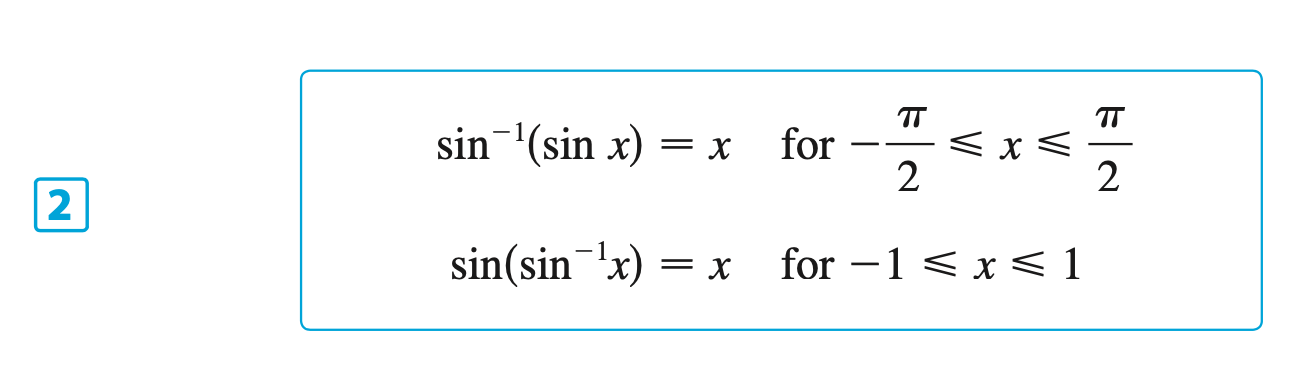 2
sin⁻¹(sin x) = x for −π/2 ⩽ x ⩽ π/2
sin(sin⁻¹x) = x for −1 ⩽ x ⩽ 1